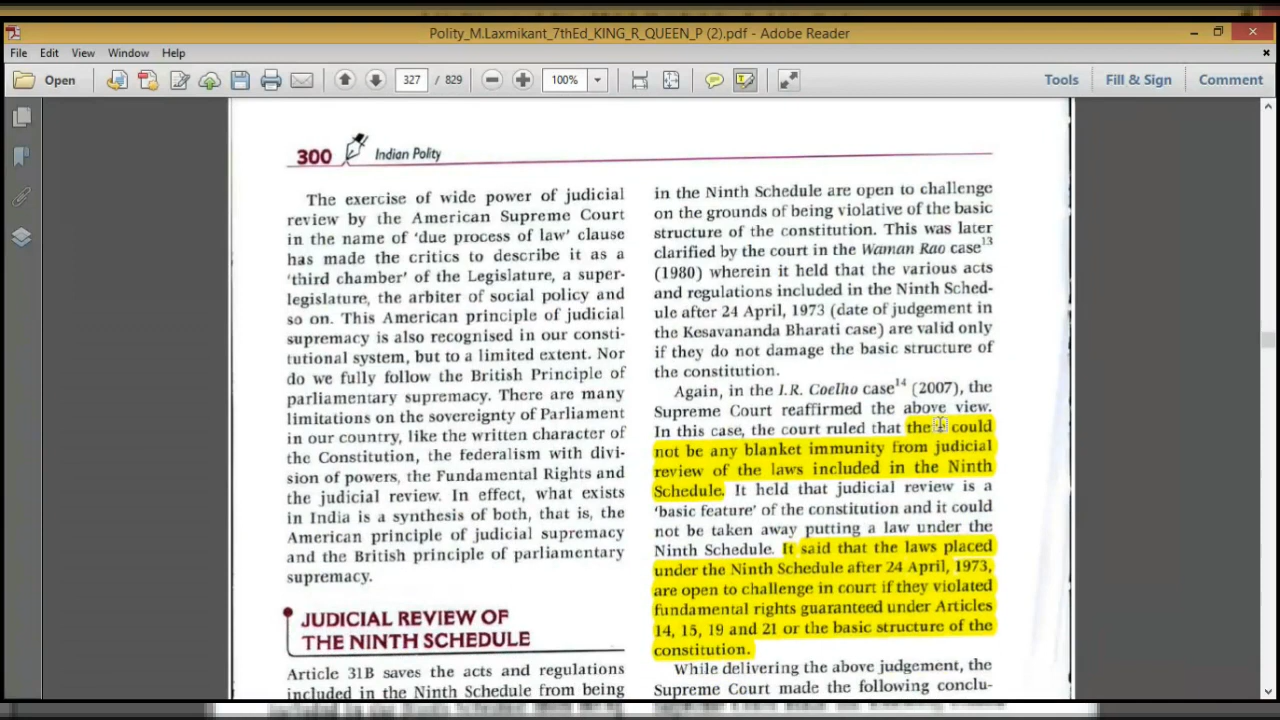 Polity_M.Laxmikant_7thEd_KING_R_QUEEN_P (2).pdf - Adobe Reader
File Edit View Window Help
Open 327 / 829 100% Tools Fill & Sign Comment
300 Indian Polity
The exercise of wide power of judicial
review by the American Supreme Court
in the name of ‘due process of law’ clause
has made the critics to describe it as a
‘third chamber’ of the Legislature, a super-
legislature, the arbiter of social policy and
so on. This American principle of judicial
supremacy is also recognised in our consti-
tutional system, but to a limited extent. Nor
do we fully follow the British Principle of
parliamentary supremacy. There are many
limitations on the sovereignty of Parliament
in our country, like the written character of
the Constitution, the federalism with divi-
sion of powers, the Fundamental Rights and
the judicial review. In effect, what exists
in India is a synthesis of both, that is, the
American principle of judicial supremacy
and the British principle of parliamentary
supremacy.
JUDICIAL REVIEW OF
THE NINTH SCHEDULE
Article 31B saves the acts and regulations
included in the Ninth Schedule from being
in the Ninth Schedule are open to challenge
on the grounds of being violative of the basic
structure of the constitution. This was later
clarified by the court in the Waman Rao case13
(1980) wherein it held that the various acts
and regulations included in the Ninth Sched-
ule after 24 April, 1973 (date of judgement in
the Kesavananda Bharati case) are valid only
if they do not damage the basic structure of
the constitution.
Again, in the I.R. Coelho case14 (2007), the
Supreme Court reaffirmed the above view.
In this case, the court ruled that could
not be any blanket immunity from judicial
review of the laws included in the Ninth
Schedule. It held that judicial review is a
‘basic feature’ of the constitution and it could
not be taken away putting a law under the
Ninth Schedule. It said that the laws placed
under the Ninth Schedule after 24 April, 1973,
are open to challenge in court if they violated
fundamental rights guaranteed under Articles
14, 15, 19 and 21 or the basic structure of the
constitution.
While delivering the above judgement, the
Supreme Court made the following conclu-